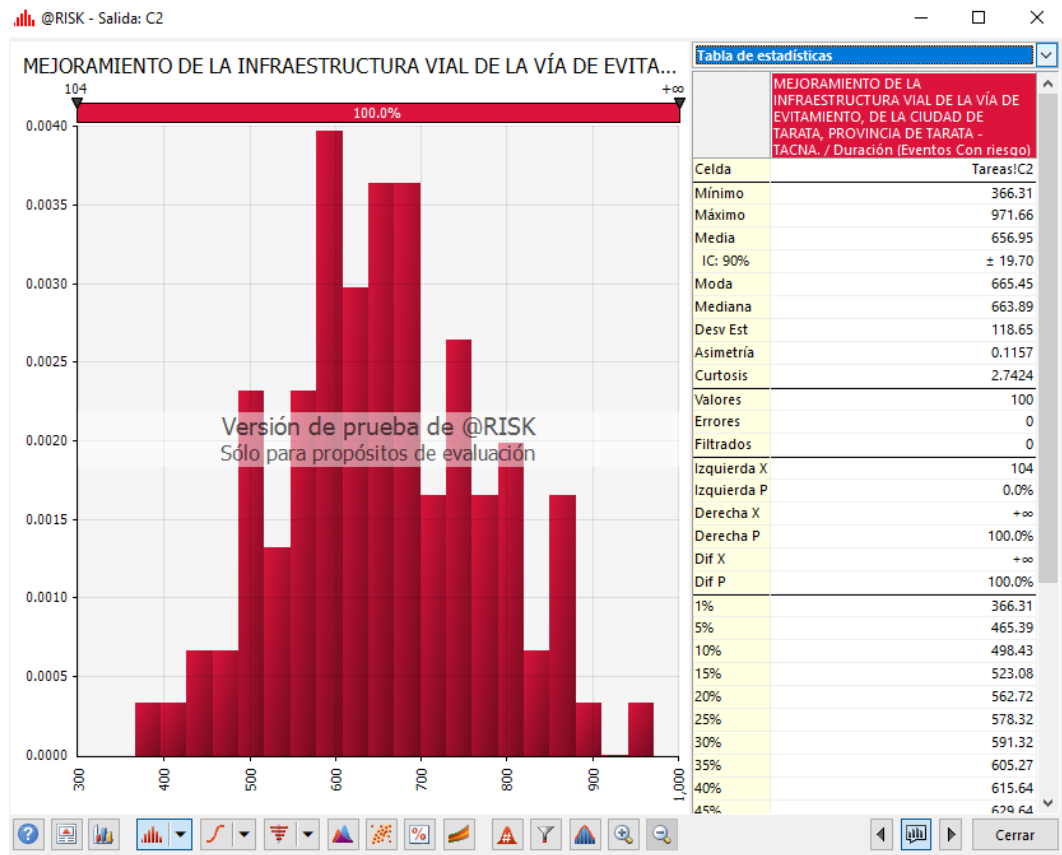 @RISK - Salida: C2
MEJORAMIENTO DE LA INFRAESTRUCTURA VIAL DE LA VÍA DE EVITA...
104
+∞
100.0%
0.0040
0.0035
0.0030
0.0025
0.0020
0.0015
0.0010
0.0005
0.0000
Versión de prueba de @RISK
Sólo para propósitos de evaluación
300
400
500
600
700
800
900
1,000
Tabla de estadísticas
MEJORAMIENTO DE LA
INFRAESTRUCTURA VIAL DE LA VÍA DE
EVITAMIENTO, DE LA CIUDAD DE
TARATA, PROVINCIA DE TARATA -
TACNA. / Duración (Eventos Con riesgo)
Celda Tareas!C2
Mínimo 366.31
Máximo 971.66
Media 656.95
IC: 90% ± 19.70
Moda 665.45
Mediana 663.89
Desv Est 118.65
Asimetría 0.1157
Curtosis 2.7424
Valores 100
Errores 0
Filtrados 0
Izquierda X 104
Izquierda P 0.0%
Derecha X +∞
Derecha P 100.0%
Dif X +∞
Dif P 100.0%
1% 366.31
5% 465.39
10% 498.43
15% 523.08
20% 562.72
25% 578.32
30% 591.32
35% 605.27
40% 615.64
45% 629.64
Cerrar